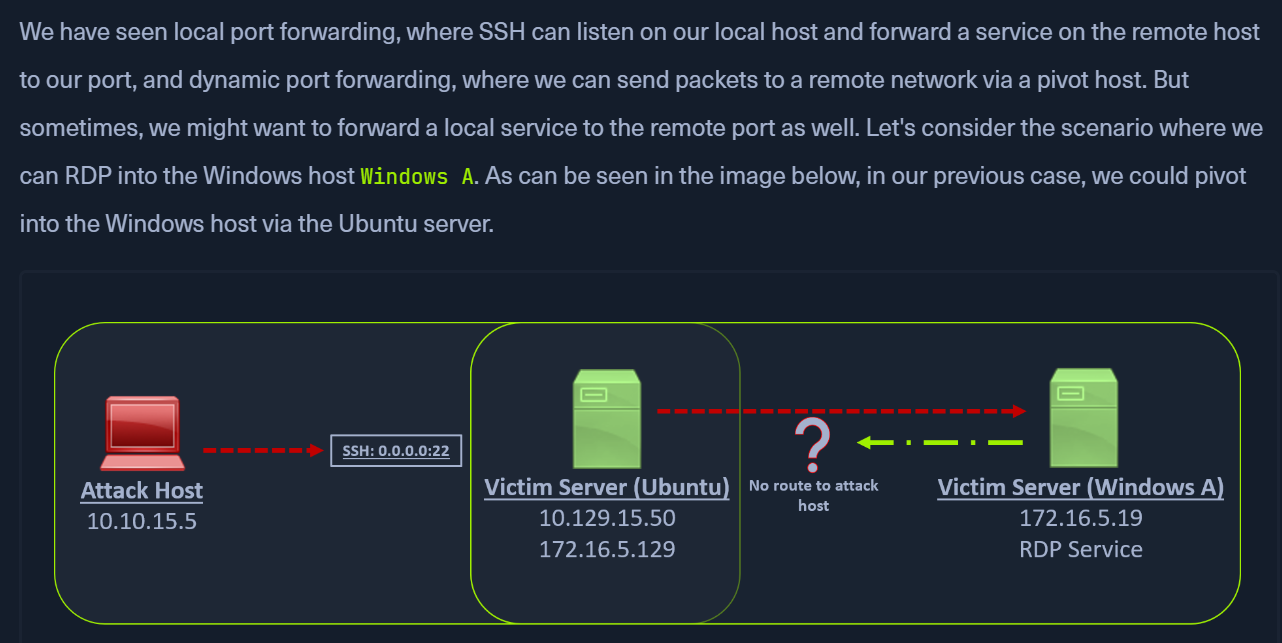 We have seen local port forwarding, where SSH can listen on our local host and forward a service on the remote host
to our port, and dynamic port forwarding, where we can send packets to a remote network via a pivot host. But
sometimes, we might want to forward a local service to the remote port as well. Let's consider the scenario where we
can RDP into the Windows host Windows A. As can be seen in the image below, in our previous case, we could pivot
into the Windows host via the Ubuntu server.
SSH: 0.0.0.0:22
Attack Host
10.10.15.5
Victim Server (Ubuntu)
10.129.15.50
172.16.5.129
?
No route to attack
host
Victim Server (Windows A)
172.16.5.19
RDP Service